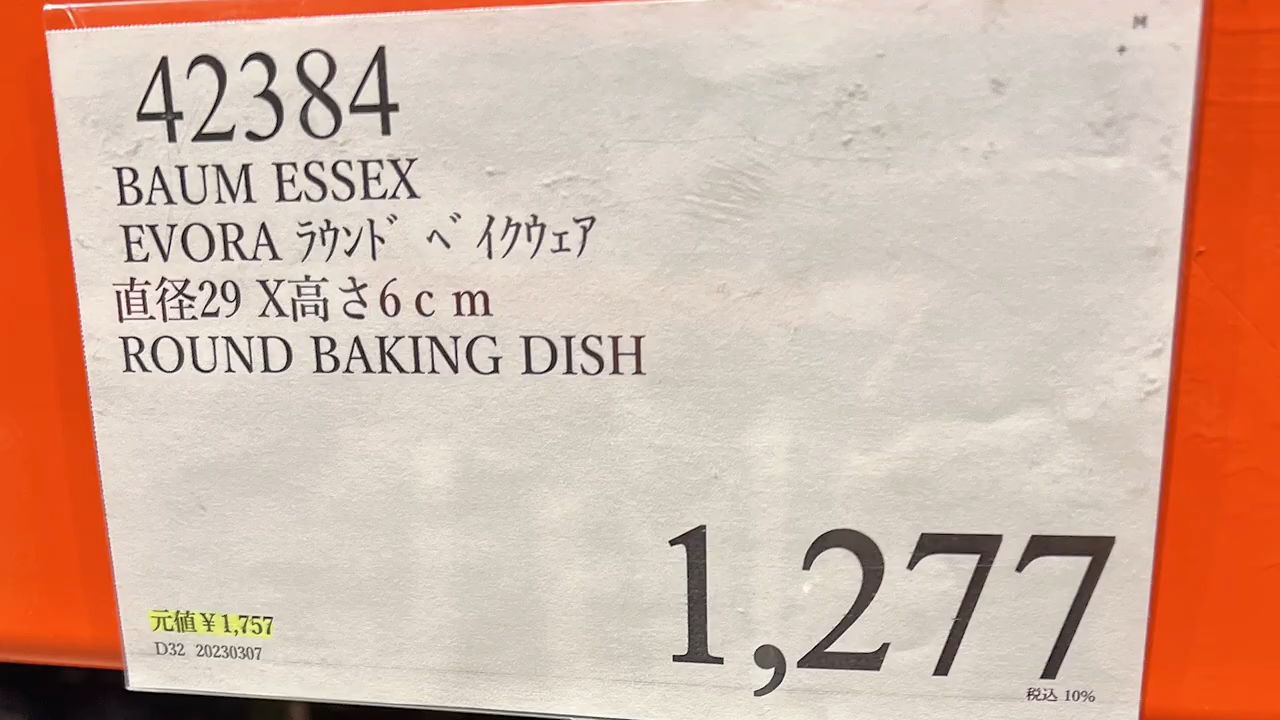 M
42384
BAUM ESSEX
EVORA ﾗｳﾝﾄﾞ ﾍﾞｲｸｳｪｱ
直径29 X高さ6ｃｍ
ROUND BAKING DISH
1,277
元値￥1,757
D32 20230307
税込 10%